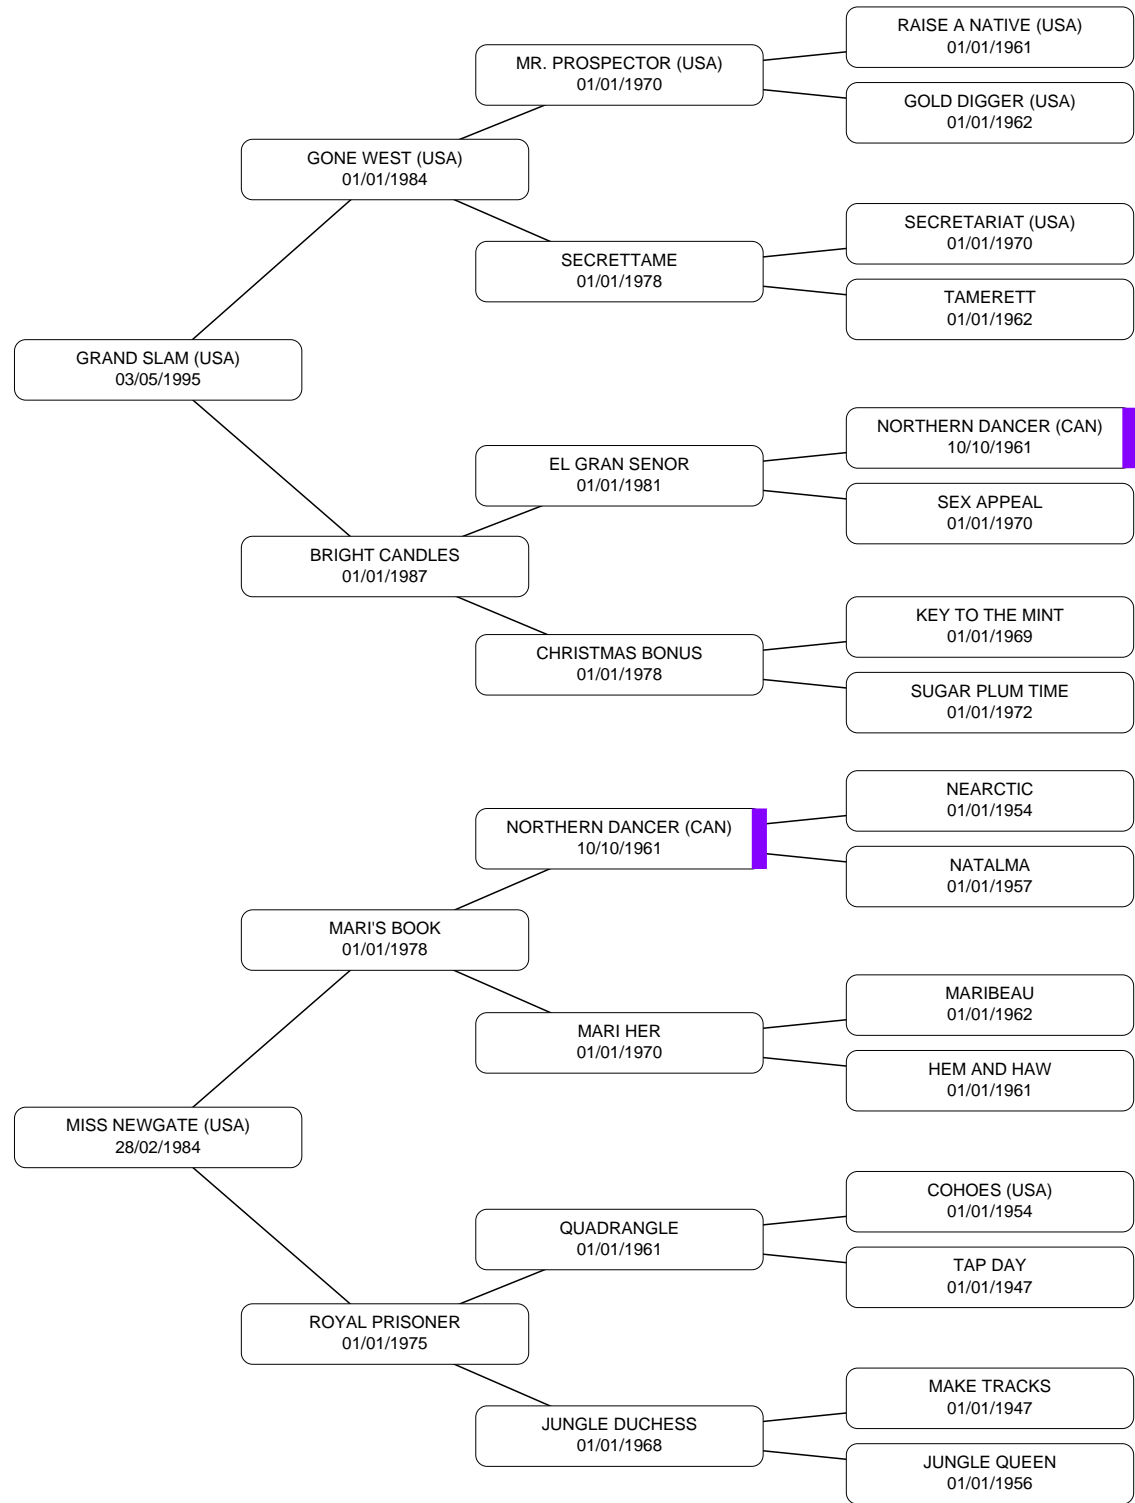 RAISE A NATIVE (USA)
01/01/1961
MR. PROSPECTOR (USA)
01/01/1970
GOLD DIGGER (USA)
01/01/1962
GONE WEST (USA)
01/01/1984
SECRETARIAT (USA)
01/01/1970
SECRETTAME
01/01/1978
TAMERETT
01/01/1962
GRAND SLAM (USA)
03/05/1995
NORTHERN DANCER (CAN)
10/10/1961
EL GRAN SENOR
01/01/1981
SEX APPEAL
01/01/1970
BRIGHT CANDLES
01/01/1987
KEY TO THE MINT
01/01/1969
CHRISTMAS BONUS
01/01/1978
SUGAR PLUM TIME
01/01/1972
NEARCTIC
01/01/1954
NORTHERN DANCER (CAN)
10/10/1961
NATALMA
01/01/1957
MARI'S BOOK
01/01/1978
MARIBEAU
01/01/1962
MARI HER
01/01/1970
HEM AND HAW
01/01/1961
MISS NEWGATE (USA)
28/02/1984
COHOES (USA)
01/01/1954
QUADRANGLE
01/01/1961
TAP DAY
01/01/1947
ROYAL PRISONER
01/01/1975
MAKE TRACKS
01/01/1947
JUNGLE DUCHESS
01/01/1968
JUNGLE QUEEN
01/01/1956